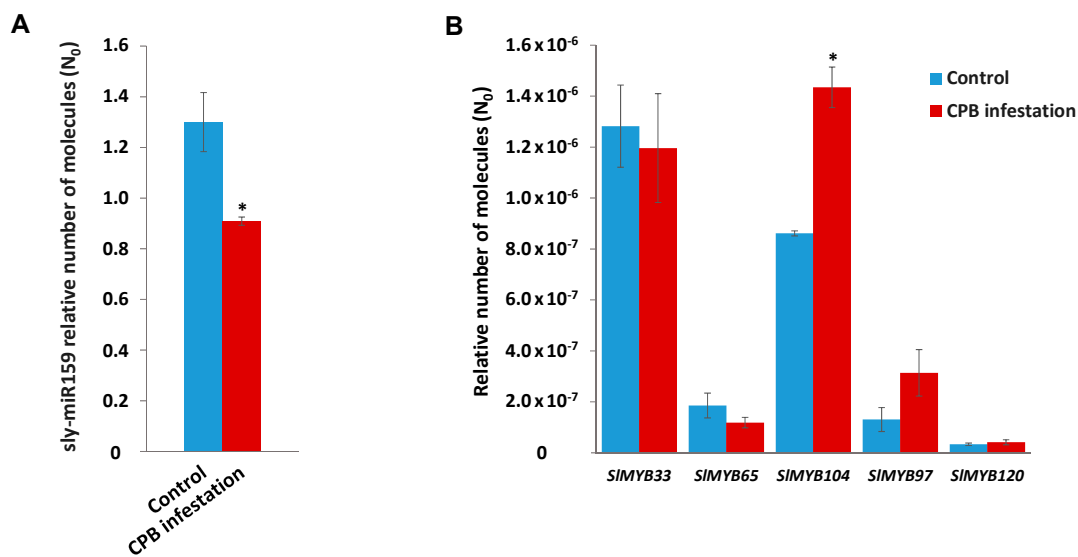 A
sly-miR159 relative number of molecules (N₀)
1.6
1.4
1.2
1.0
0.8
0.6
0.4
0.2
0
*
Control
CPB infestation
B
Relative number of molecules (N₀)
1.6 x 10⁻⁶
1.4 x 10⁻⁶
1.2 x 10⁻⁶
1.0 x 10⁻⁶
8.0 x 10⁻⁷
6.0 x 10⁻⁷
4.0 x 10⁻⁷
2.0 x 10⁻⁷
0
*
Control
CPB infestation
SlMYB33 SlMYB65 SlMYB104 SlMYB97 SlMYB120